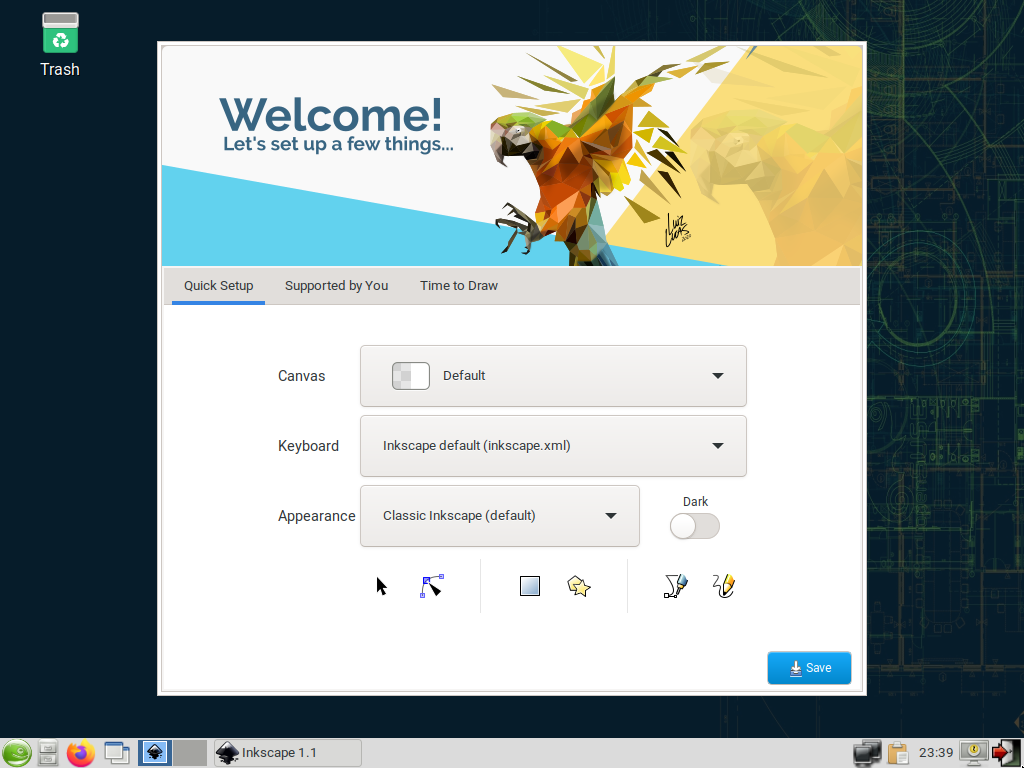 Trash
Welcome!
Let's set up a few things...
Quick Setup
Supported by You
Time to Draw
Canvas
Default
Keyboard
Inkscape default (inkscape.xml)
Appearance
Classic Inkscape (default)
Dark
Save
Inkscape 1.1
23:39